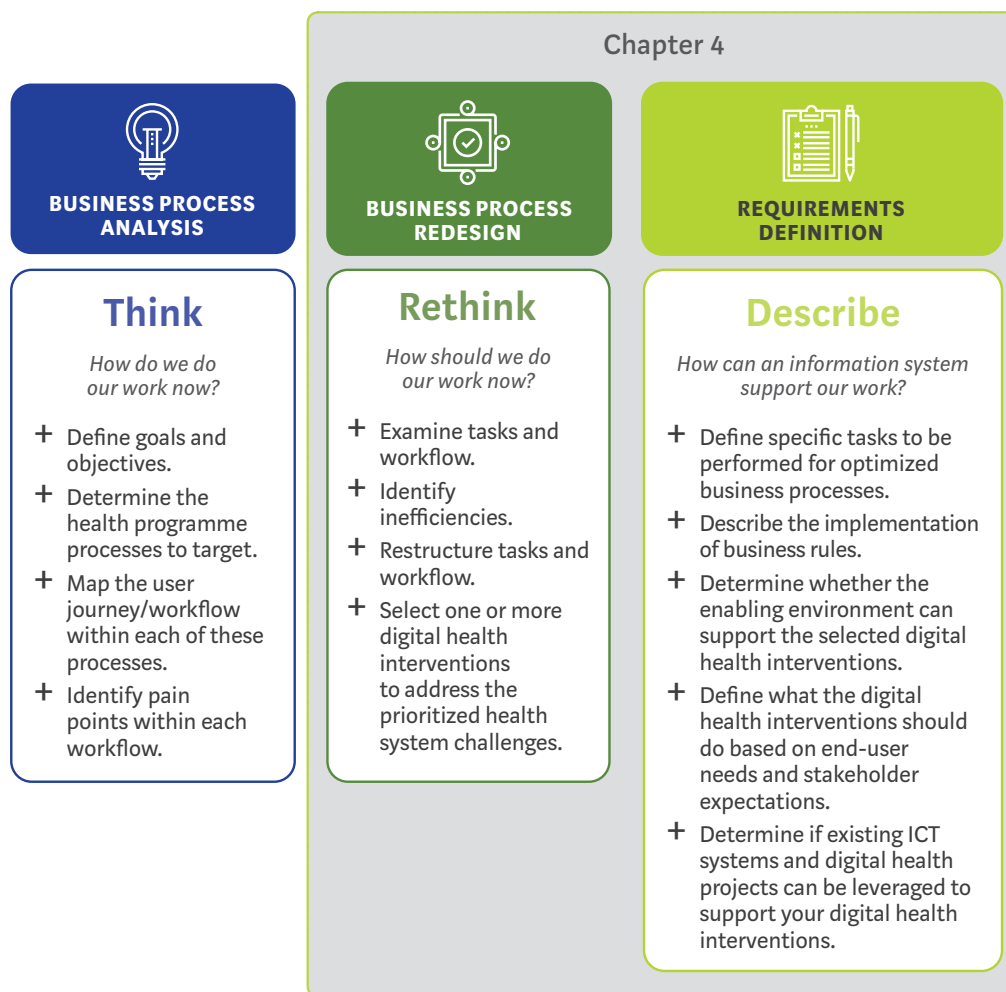 Chapter 4
BUSINESS PROCESS
ANALYSIS
Think
How do we do
our work now?
+ Define goals and
objectives.
+ Determine the
health programme
processes to target.
+ Map the user
journey/workflow
within each of these
processes.
+ Identify pain
points within each
workflow.
BUSINESS PROCESS
REDESIGN
Rethink
How should we do
our work now?
+ Examine tasks and
workflow.
+ Identify
inefficiencies.
+ Restructure tasks and
workflow.
+ Select one or more
digital health
interventions
to address the
prioritized health
system challenges.
REQUIREMENTS
DEFINITION
Describe
How can an information system
support our work?
+ Define specific tasks to be
performed for optimized
business processes.
+ Describe the implementation
of business rules.
+ Determine whether the
enabling environment can
support the selected digital
health interventions.
+ Define what the digital
health interventions should
do based on end-user
needs and stakeholder
expectations.
+ Determine if existing ICT
systems and digital health
projects can be leveraged to
support your digital health
interventions.